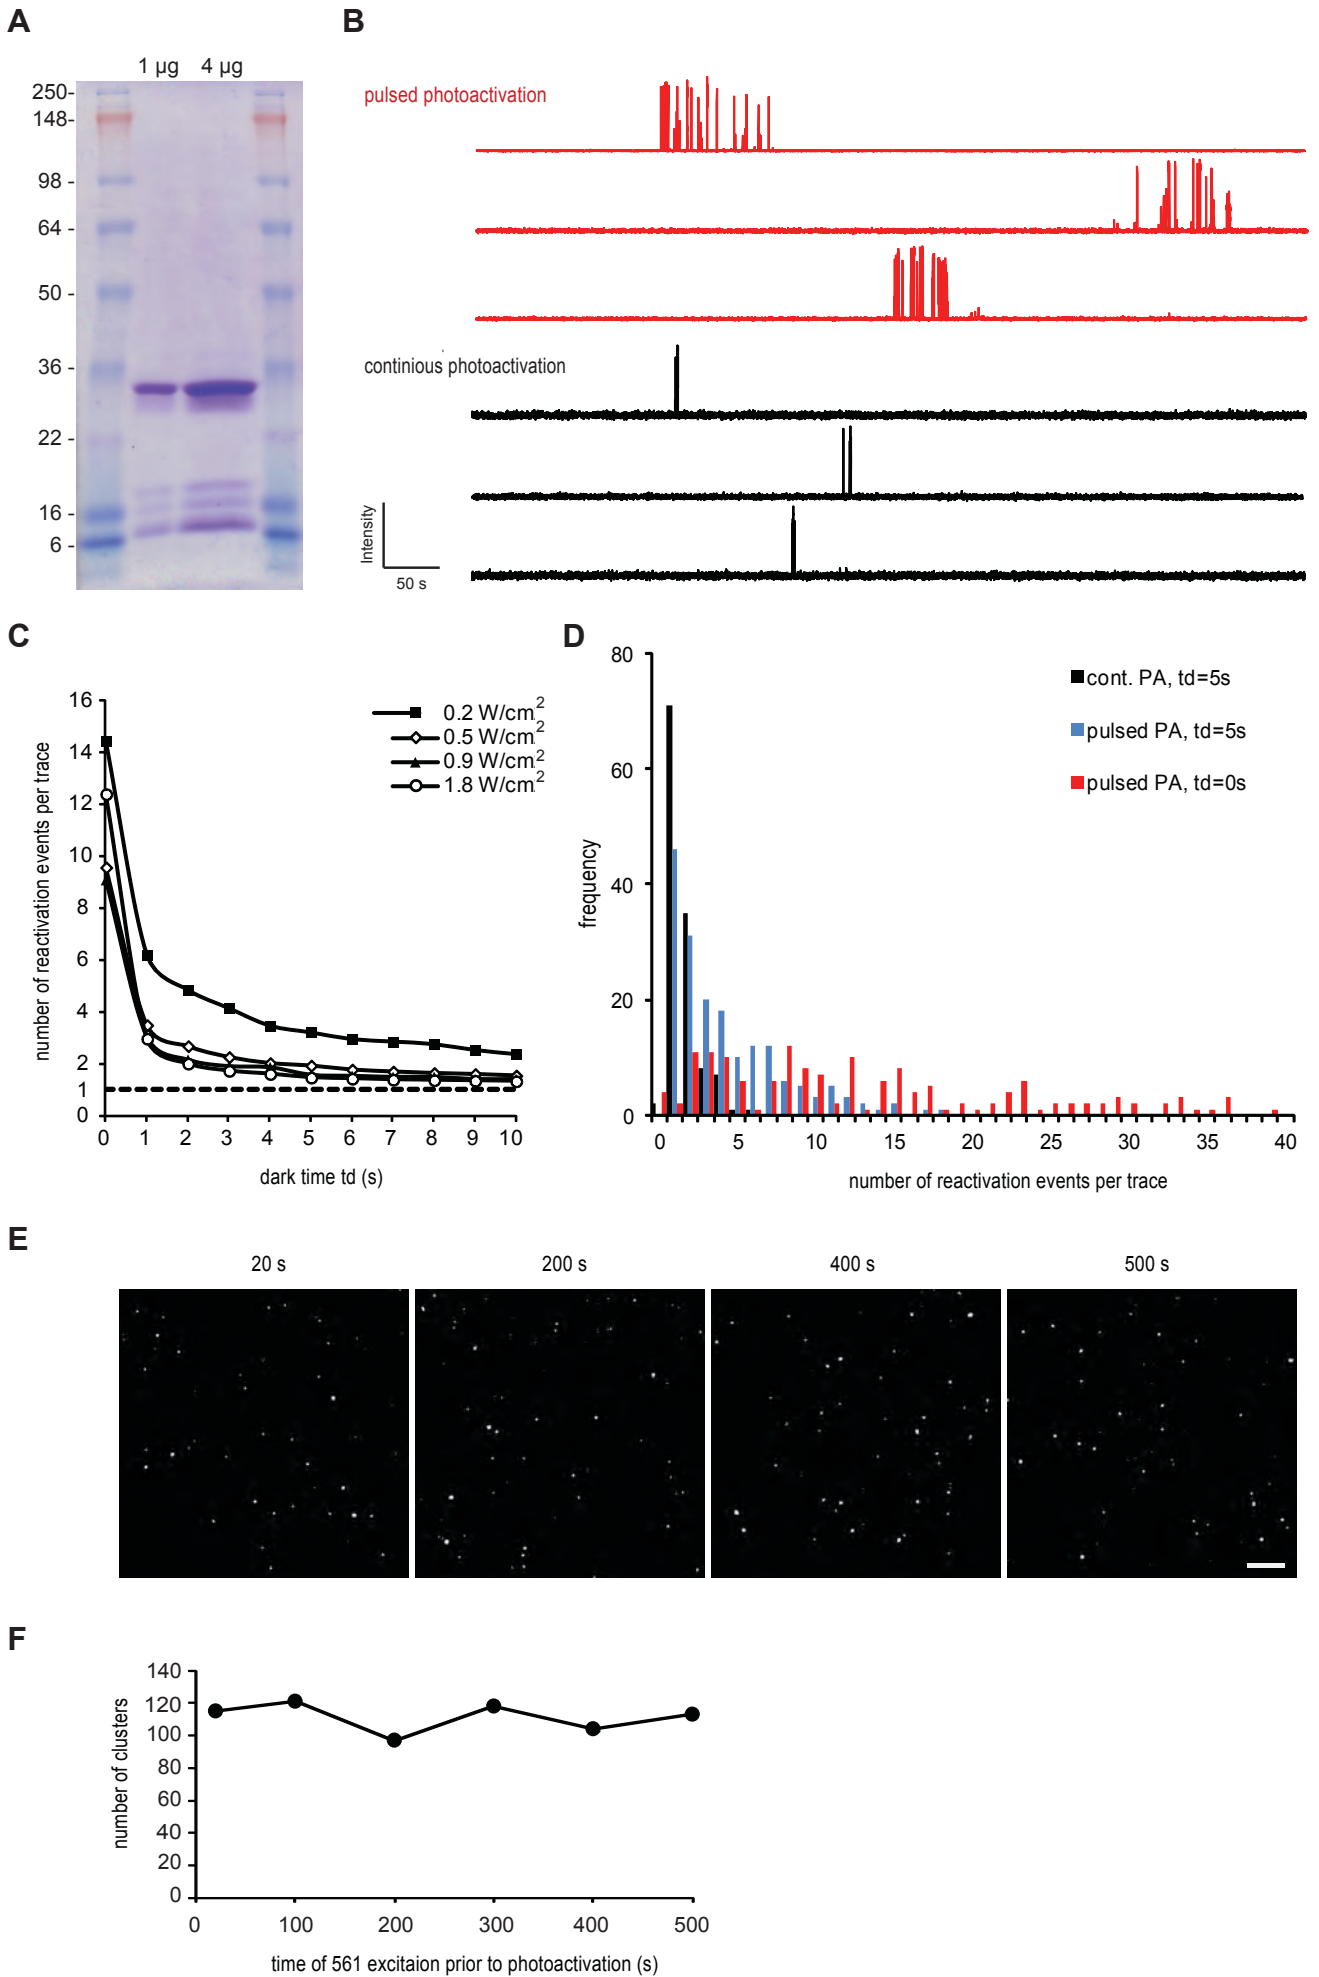 A
1 µg 4 µg
250-
148-
98 -
64 -
50 -
36 -
22 -
16 -
6 -
B
pulsed photoactivation
continious photoactivation
Intensity
50 s
C
number of reactivation events per trace
16
14
12
10
8
6
4
2
1
0
0 1 2 3 4 5 6 7 8 9 10
dark time td (s)
0.2 W/cm²
0.5 W/cm²
0.9 W/cm²
1.8 W/cm²
D
frequency
80
60
40
20
0
0 5 10 15 20 25 30 35 40
number of reactivation events per trace
cont. PA, td=5s
pulsed PA, td=5s
pulsed PA, td=0s
E
20 s 200 s 400 s 500 s
F
number of clusters
140
120
100
80
60
40
20
0
0 100 200 300 400 500
time of 561 excitaion prior to photoactivation (s)